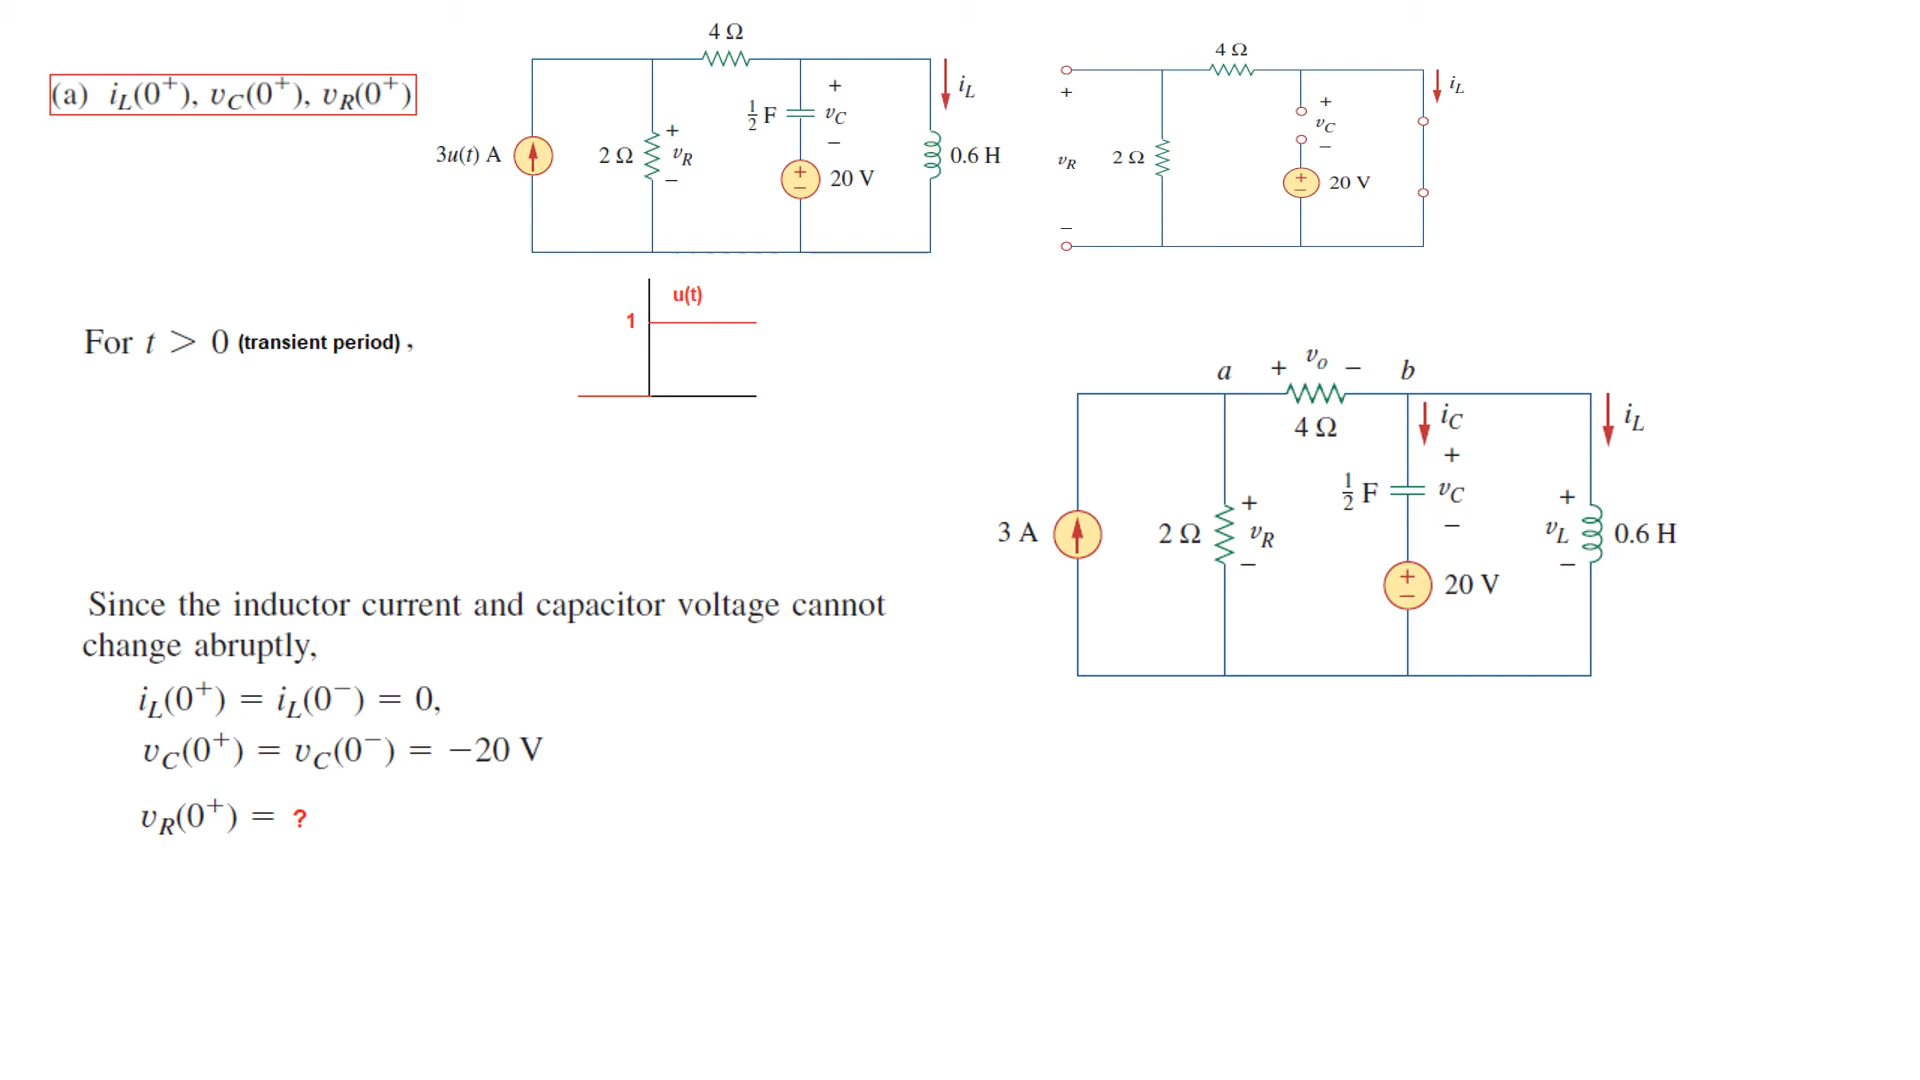 (a) i_L(0⁺), v_C(0⁺), v_R(0⁺)
4 Ω
3u(t) A
2 Ω
+
v_R
−
½ F
+
v_C
−
+
−
20 V
i_L
0.6 H
4 Ω
+
v_R
−
2 Ω
+
v_C
−
+
−
20 V
i_L
u(t)
1
For t > 0 (transient period) ,
a + v_o − b
4 Ω
3 A
2 Ω
+
v_R
−
i_C
½ F
+
v_C
−
+
−
20 V
i_L
+
v_L
−
0.6 H
Since the inductor current and capacitor voltage cannot
change abruptly,
i_L(0⁺) = i_L(0⁻) = 0,
v_C(0⁺) = v_C(0⁻) = −20 V
v_R(0⁺) = ?